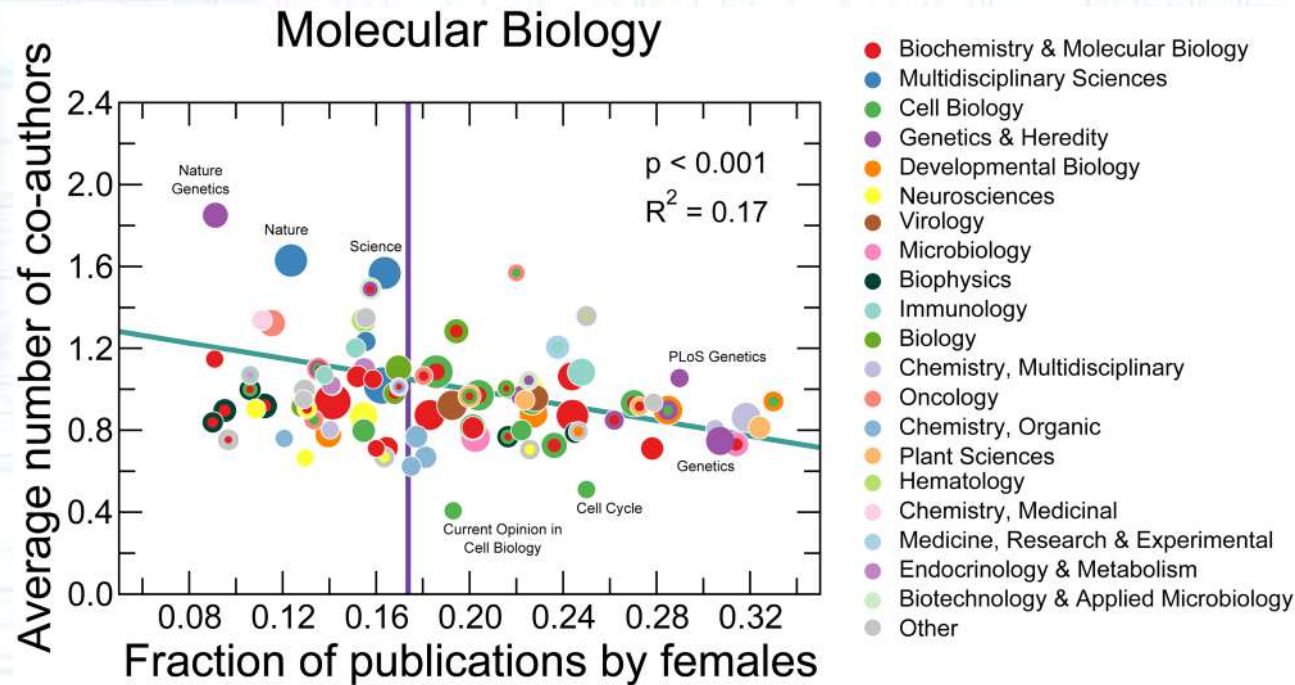 Molecular Biology
Average number of co-authors
2.4
2.0
1.6
1.2
0.8
0.4
0.0
Nature
Genetics
Nature
Science
p < 0.001
R² = 0.17
PLoS Genetics
Genetics
Cell Cycle
Current Opinion in
Cell Biology
0.08 0.12 0.16 0.20 0.24 0.28 0.32
Fraction of publications by females
Biochemistry & Molecular Biology
Multidisciplinary Sciences
Cell Biology
Genetics & Heredity
Developmental Biology
Neurosciences
Virology
Microbiology
Biophysics
Immunology
Biology
Chemistry, Multidisciplinary
Oncology
Chemistry, Organic
Plant Sciences
Hematology
Chemistry, Medicinal
Medicine, Research & Experimental
Endocrinology & Metabolism
Biotechnology & Applied Microbiology
Other